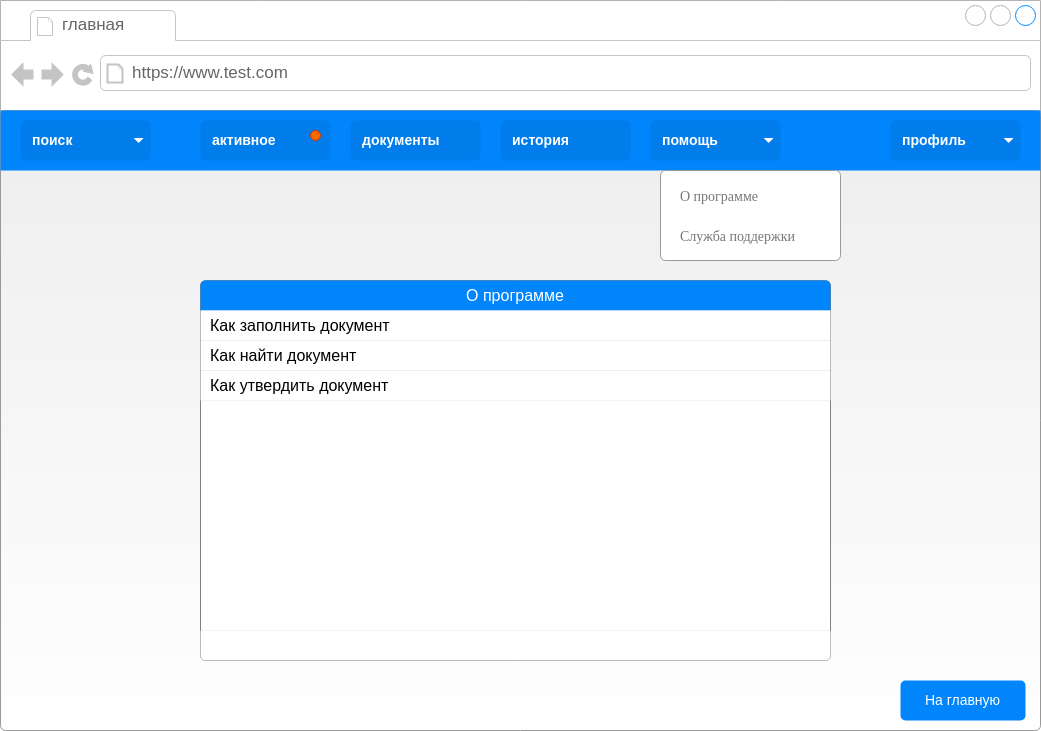 главная
https://www.test.com
поиск
активное
документы
история
помощь
профиль
О программе
Служба поддержки
О программе
Как заполнить документ
Как найти документ
Как утвердить документ
На главную